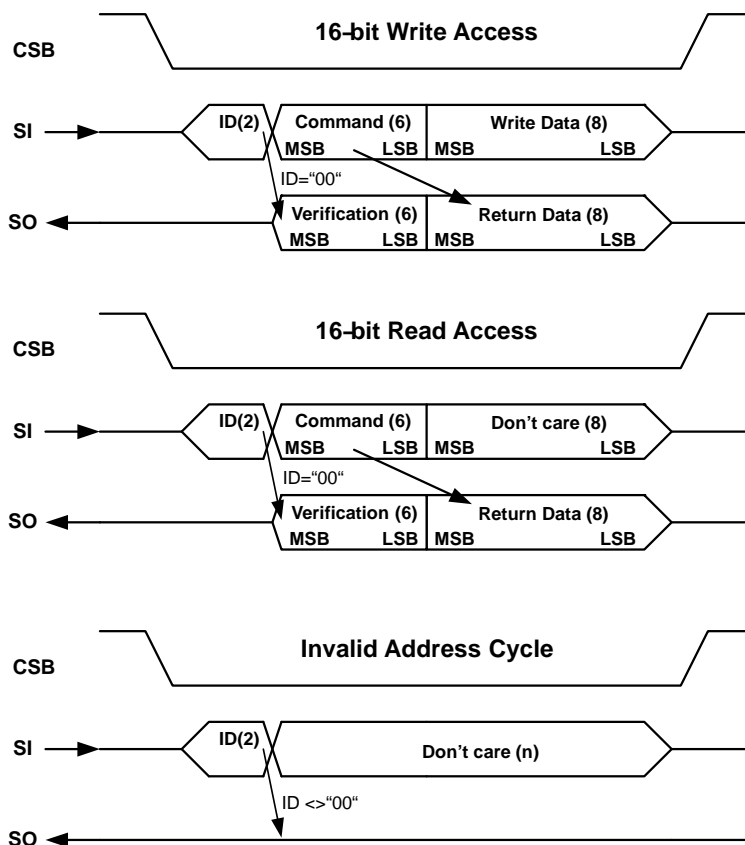 16-bit Write Access
CSB
SI
ID(2)
Command (6)
Write Data (8)
MSB LSB MSB LSB
ID="00"
SO
Verification (6)
Return Data (8)
MSB LSB MSB LSB
16-bit Read Access
CSB
SI
ID(2)
Command (6)
Don't care (8)
MSB LSB MSB LSB
ID="00"
SO
Verification (6)
Return Data (8)
MSB LSB MSB LSB
Invalid Address Cycle
CSB
SI
ID(2)
Don't care (n)
ID <>"00"
SO